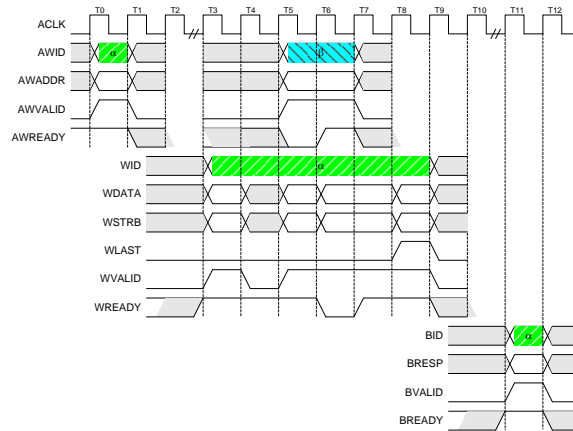 T0 T1 T2 T3 T4 T5 T6 T7 T8 T9 T10 T11 T12
ACLK
AWID α β
AWADDR
AWVALID
AWREADY
WID α
WDATA
WSTRB
WLAST
WVALID
WREADY
BID α
BRESP
BVALID
BREADY